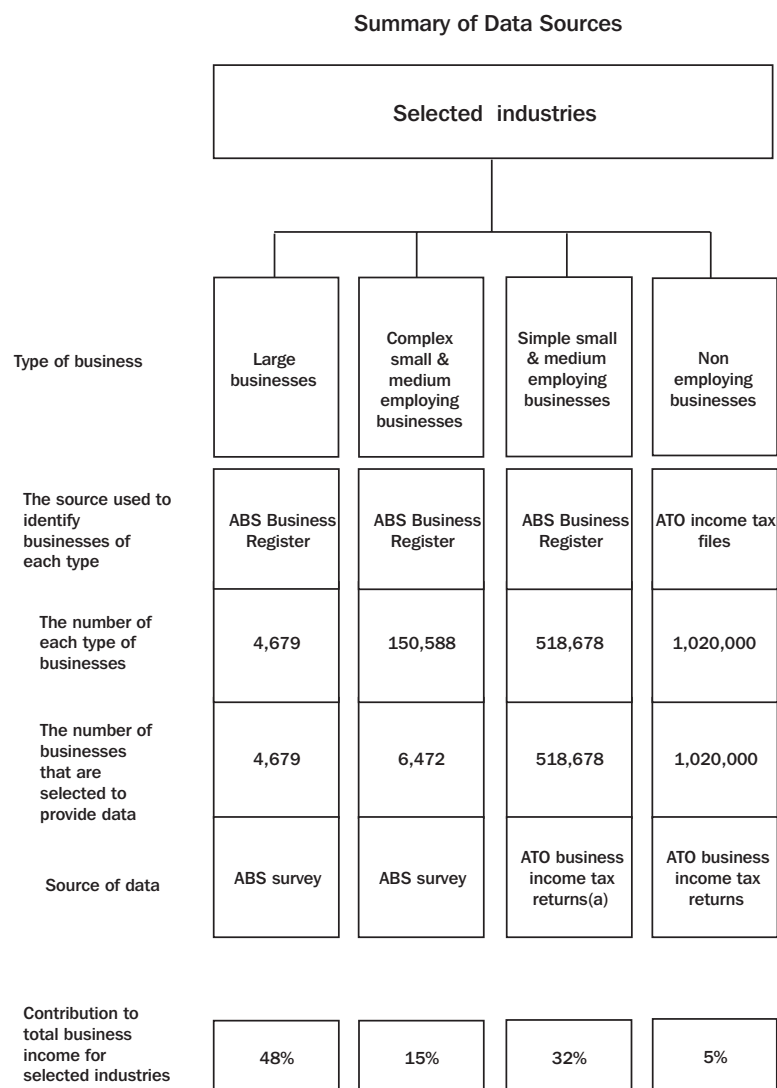 Summary of Data Sources
Selected industries
Type of business
Large
businesses
Complex
small &
medium
employing
businesses
Simple small
& medium
employing
businesses
Non
employing
businesses
The source used to
identify
businesses of
each type
ABS Business
Register
ABS Business
Register
ABS Business
Register
ATO income tax
files
The number of
each type of
businesses
4,679
150,588
518,678
1,020,000
The number of
businesses
that are
selected to
provide data
4,679
6,472
518,678
1,020,000
Source of data
ABS survey
ABS survey
ATO business
income tax
returns(a)
ATO business
income tax
returns
Contribution to
total business
income for
selected industries
48%
15%
32%
5%